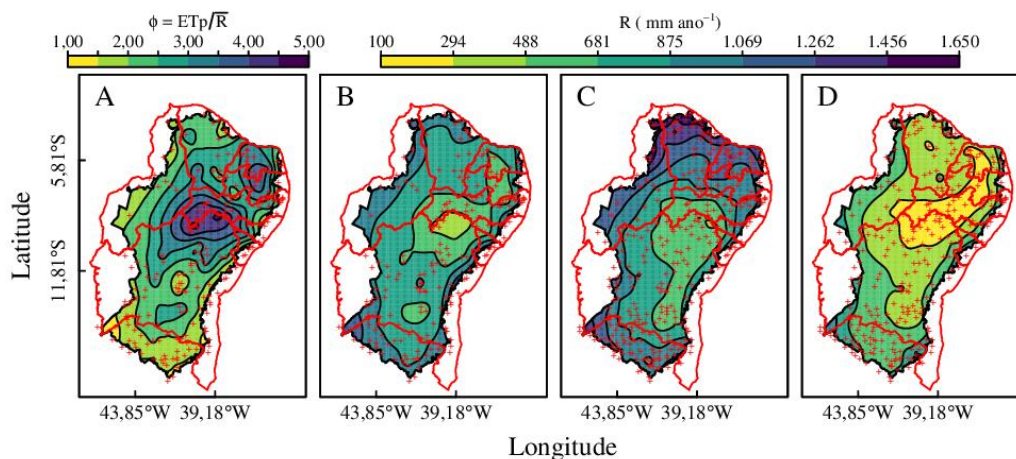 ϕ = ETp/R̅
1,00 2,00 3,00 4,00 5,00
R ( mm ano⁻¹)
100 294 488 681 875 1.069 1.262 1.456 1.650
A B C D
5,81°S
11,81°S
Latitude
43,85°W 39,18°W 43,85°W 39,18°W 43,85°W 39,18°W 43,85°W 39,18°W
Longitude